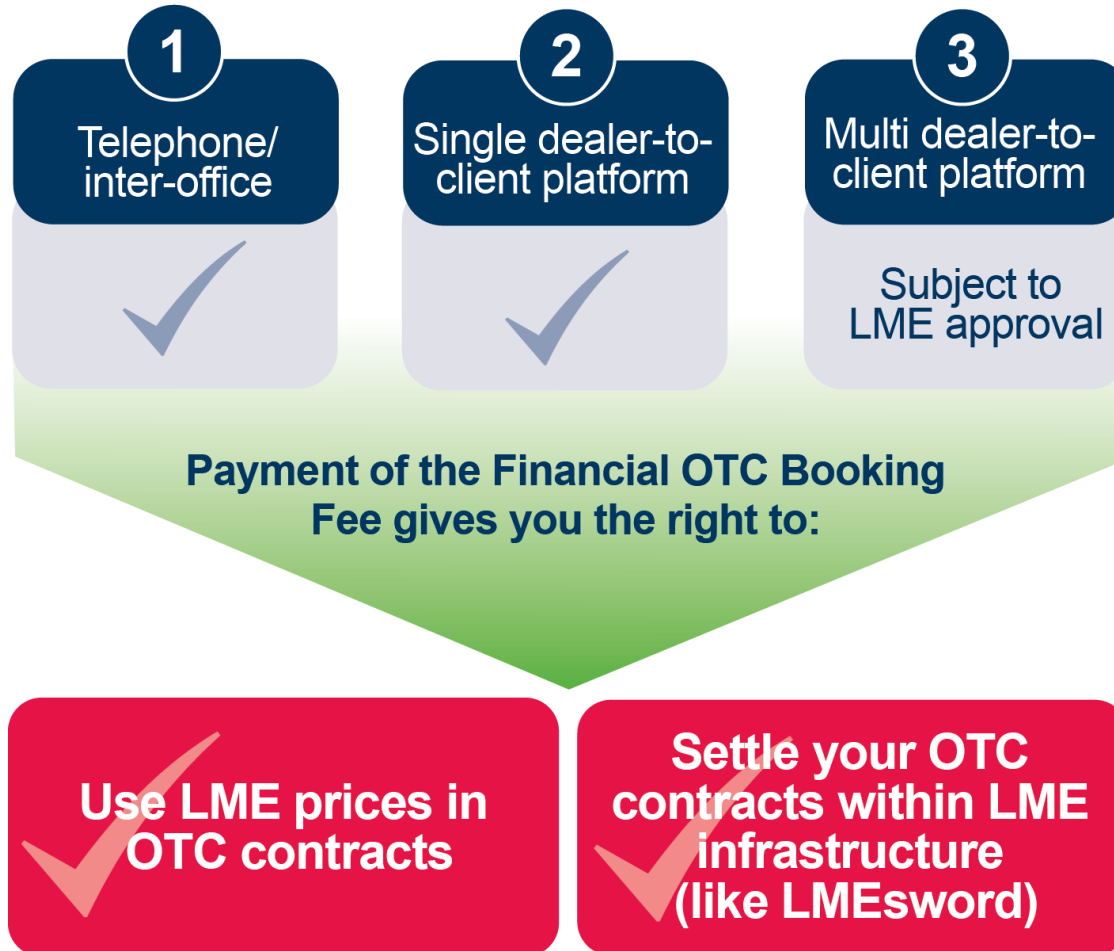 1
Telephone/
inter-office
2
Single dealer-to-
client platform
3
Multi dealer-to-
client platform
Subject to
LME approval
Payment of the Financial OTC Booking
Fee gives you the right to:
Use LME prices in
OTC contracts
Settle your OTC
contracts within LME
infrastructure
(like LMEsword)